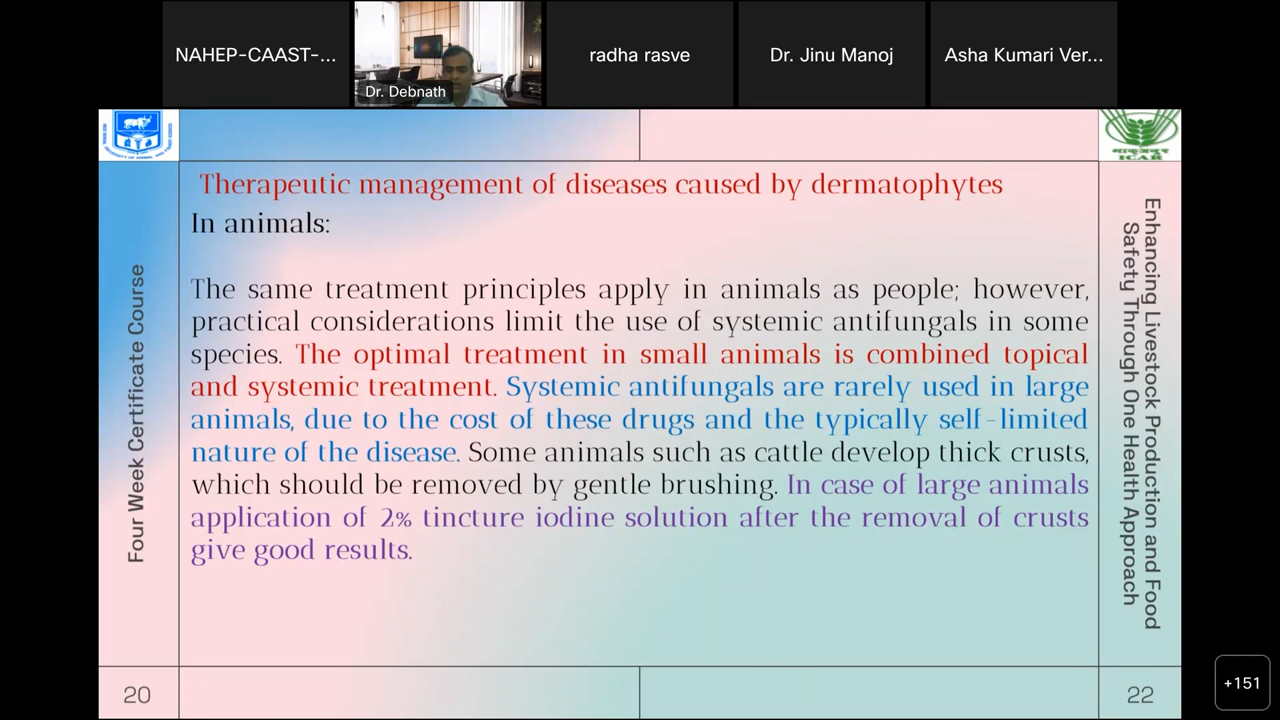 NAHEP-CAAST-...
Dr. Debnath
radha rasve
Dr. Jinu Manoj
Asha Kumari Ver...
ICAR
Therapeutic management of diseases caused by dermatophytes
In animals:
The same treatment principles apply in animals as people; however,
practical considerations limit the use of systemic antifungals in some
species. The optimal treatment in small animals is combined topical
and systemic treatment. Systemic antifungals are rarely used in large
animals, due to the cost of these drugs and the typically self-limited
nature of the disease. Some animals such as cattle develop thick crusts,
which should be removed by gentle brushing. In case of large animals
application of 2% tincture iodine solution after the removal of crusts
give good results.
Four Week Certificate Course
Enhancing Livestock Production and Food
Safety Through One Health Approach
20
22
+151